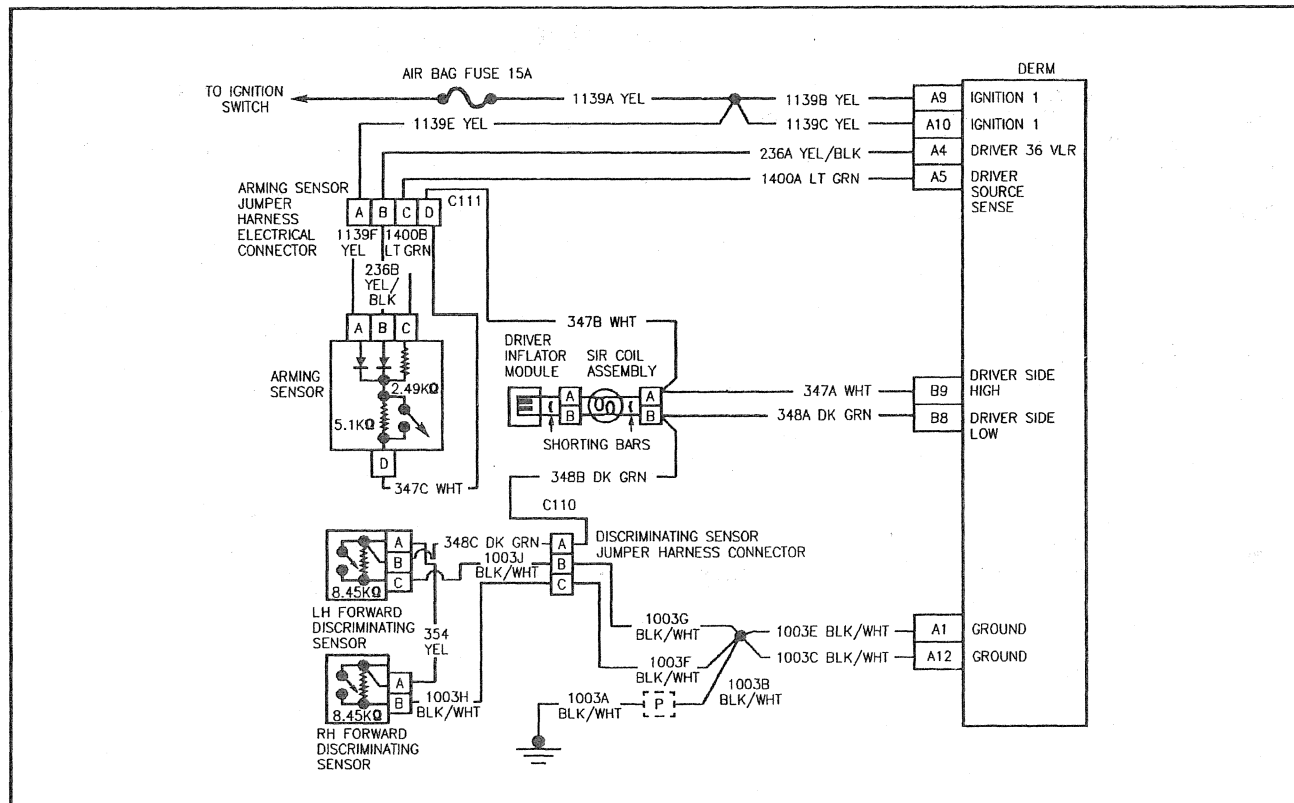 DERM
AIR BAG FUSE 15A
TO IGNITION
SWITCH
1139A YEL
1139B YEL
A9
IGNITION 1
1139E YEL
1139C YEL
A10
IGNITION 1
236A YEL/BLK
A4
DRIVER 36 VLR
1400A LT GRN
A5
DRIVER
SOURCE
SENSE
ARMING SENSOR
JUMPER
HARNESS
ELECTRICAL
CONNECTOR
A B C D
C111
1139F
YEL
1400B
LT GRN
236B
YEL/
BLK
A B C
ARMING
SENSOR
2.49KΩ
5.1KΩ
D
347C WHT
347B WHT
DRIVER
INFLATOR
MODULE
SIR COIL
ASSEMBLY
A
B
A
B
SHORTING BARS
347A WHT
B9
DRIVER SIDE
HIGH
348A DK GRN
B8
DRIVER SIDE
LOW
348B DK GRN
C110
DISCRIMINATING SENSOR
JUMPER HARNESS CONNECTOR
A
B
C
348C DK GRN
1003J
BLK/WHT
A
B
C
8.45KΩ
LH FORWARD
DISCRIMINATING
SENSOR
354
YEL
A
B
1003H
BLK/WHT
8.45KΩ
RH FORWARD
DISCRIMINATING
SENSOR
1003G
BLK/WHT
1003E BLK/WHT
A1
GROUND
1003F
BLK/WHT
1003C BLK/WHT
A12
GROUND
1003B
BLK/WHT
1003A
BLK/WHT
P